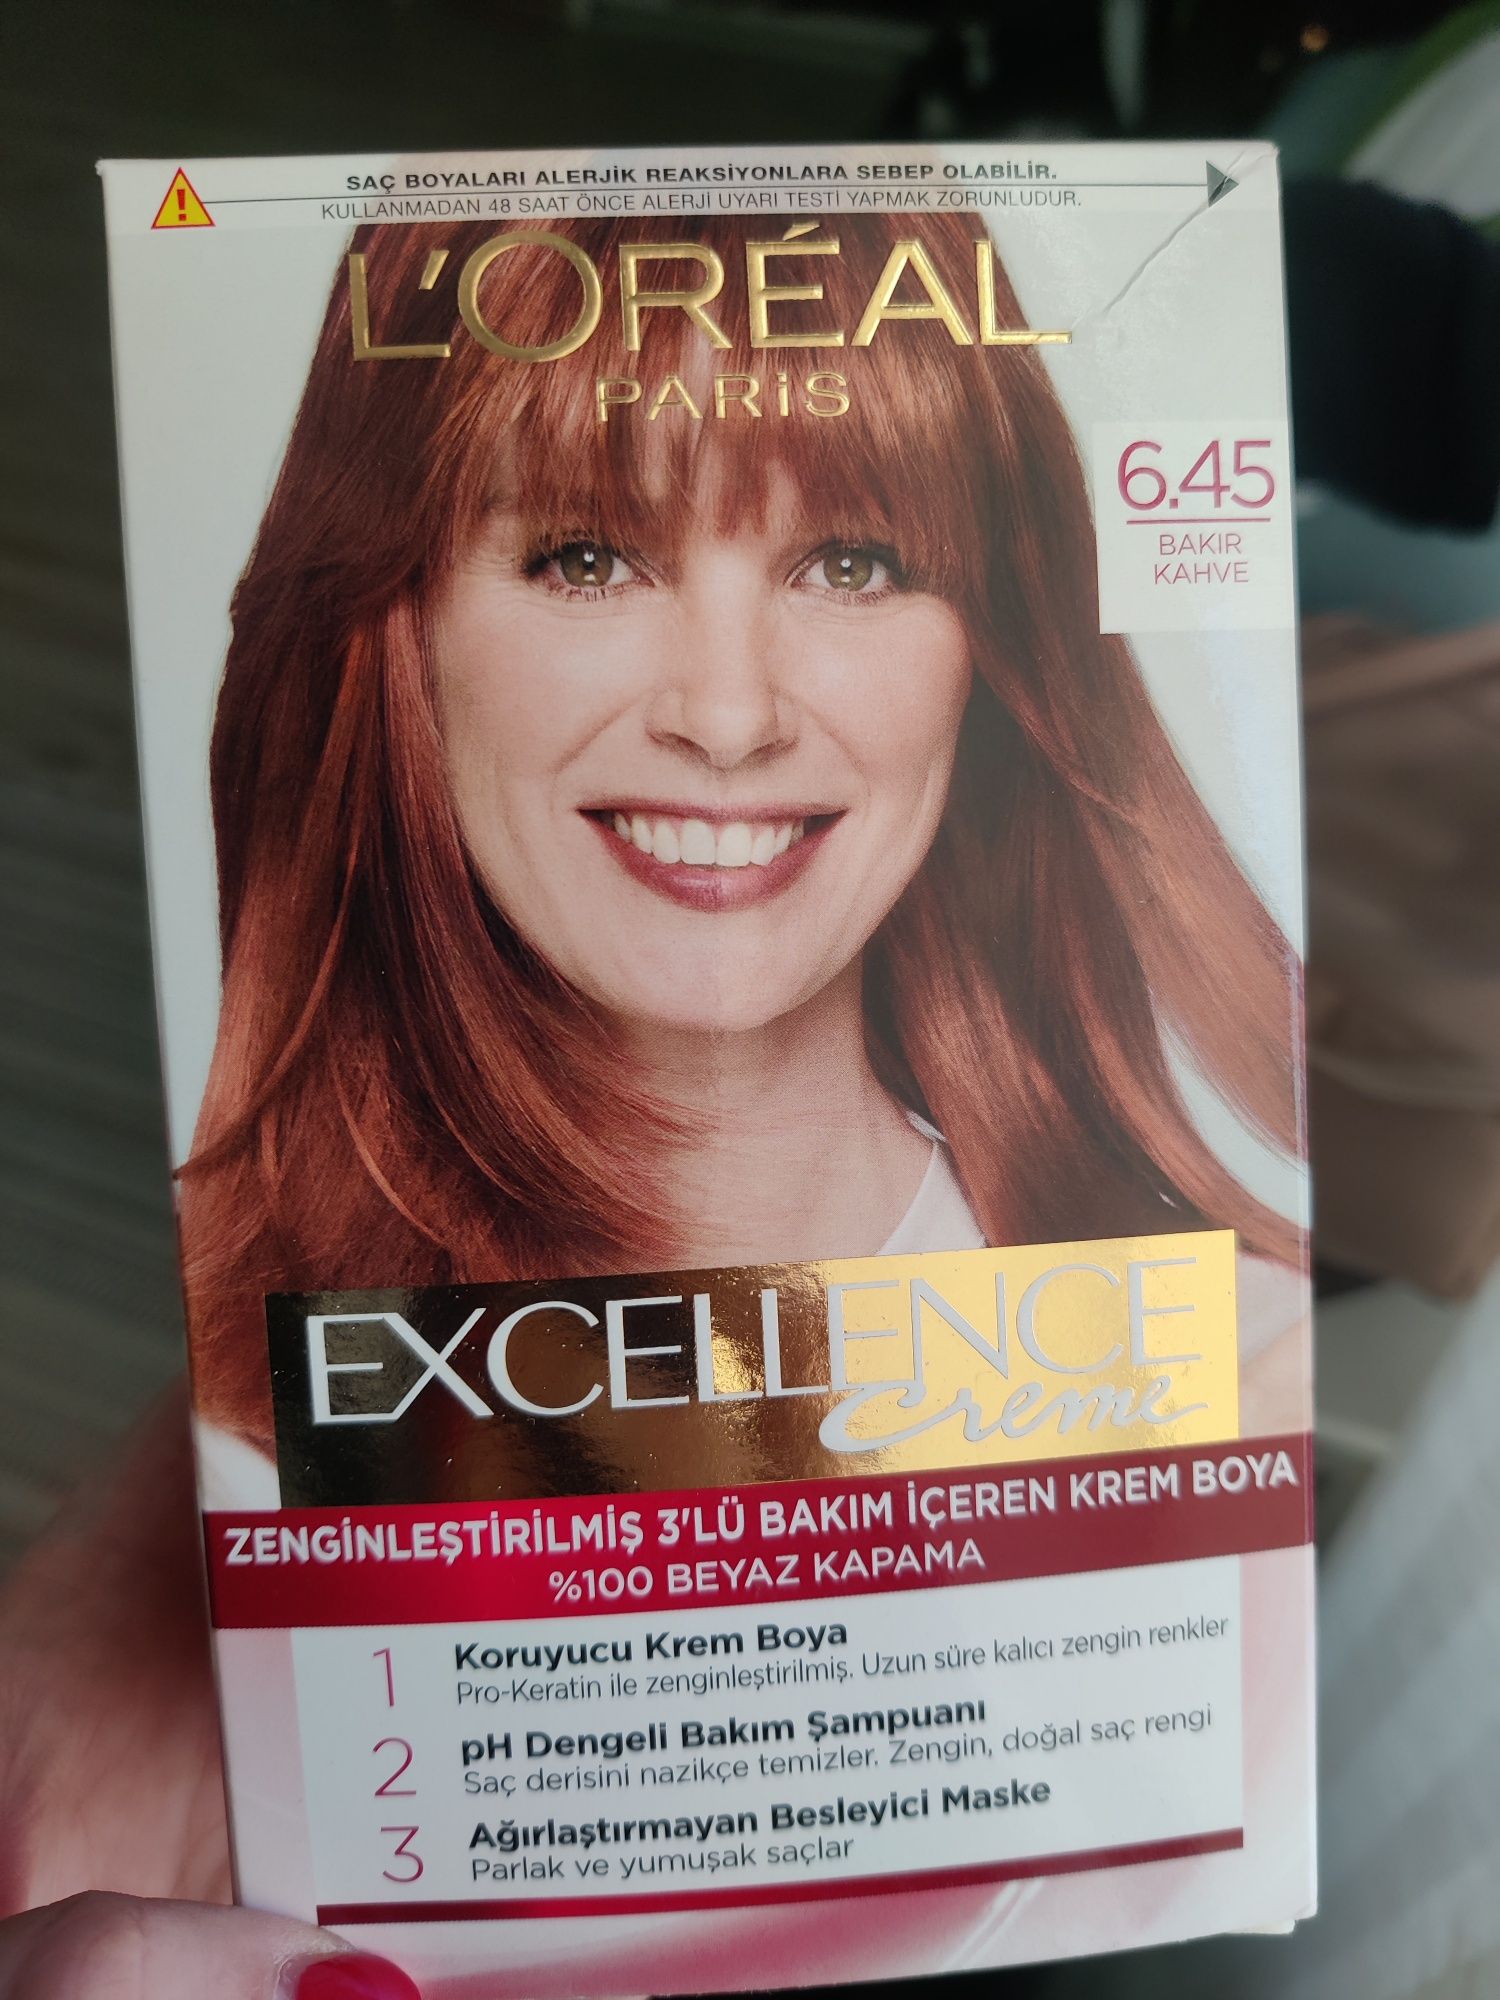 SAÇ BOYALARI ALERJİK REAKSİYONLARA SEBEP OLABİLİR.
KULLANMADAN 48 SAAT ÖNCE ALERJİ UYARI TESTİ YAPMAK ZORUNLUDUR.
L'ORÉAL
PARİS
6.45
BAKIR
KAHVE
EXCELLENCE
Creme
ZENGİNLEŞTİRİLMİŞ 3'LÜ BAKIM İÇEREN KREM BOYA
%100 BEYAZ KAPAMA
1 Koruyucu Krem Boya
Pro-Keratin ile zenginleştirilmiş. Uzun süre kalıcı zengin renkler
2 pH Dengeli Bakım Şampuanı
Saç derisini nazikçe temizler. Zengin, doğal saç rengi
3 Ağırlaştırmayan Besleyici Maske
Parlak ve yumuşak saçlar